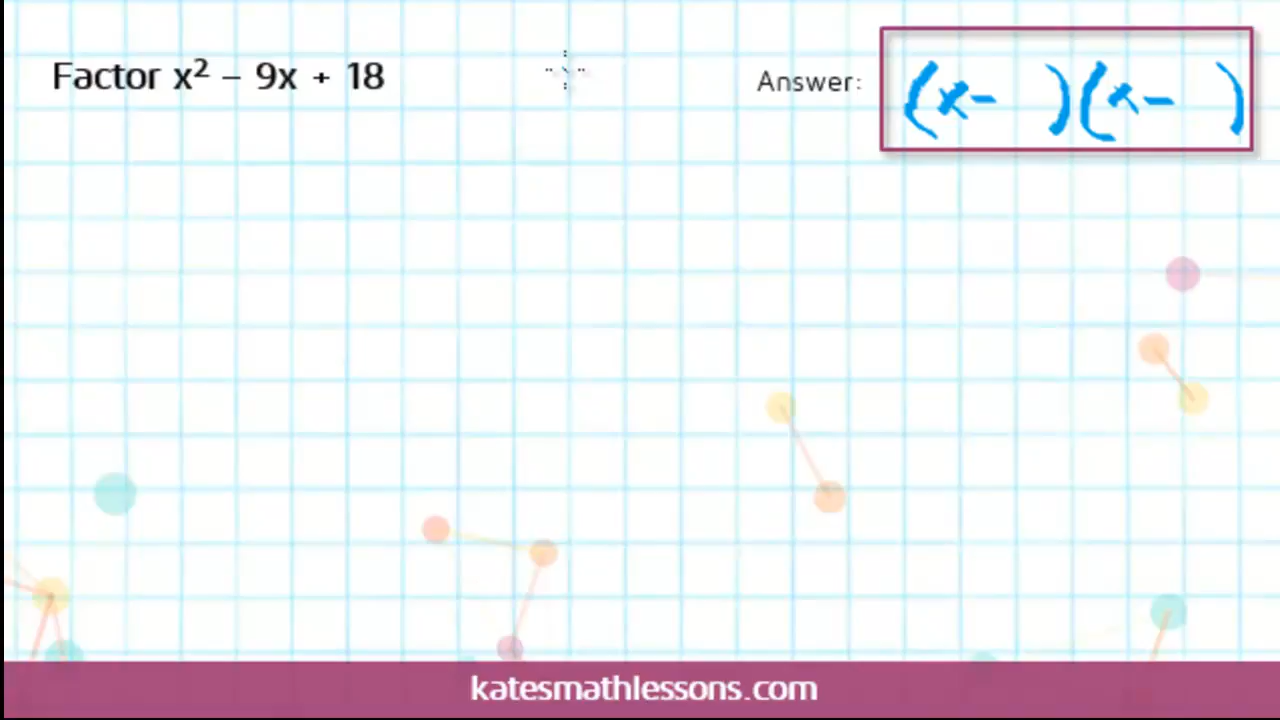 Factor x² – 9x + 18
Answer: (x- )(x- )
katesmathlessons.com